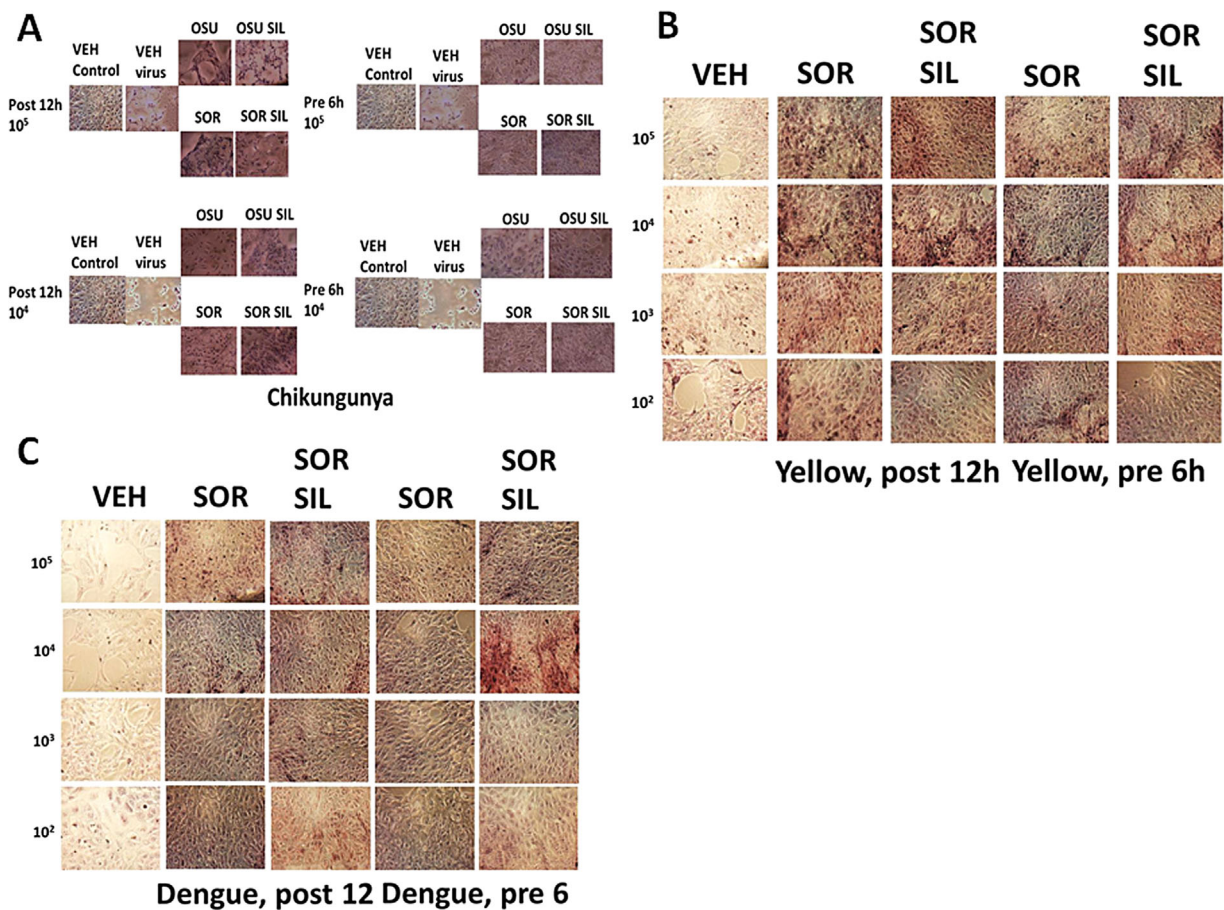 A
OSU OSU SIL
VEH Control
VEH virus
Post 12h
10⁵
SOR SOR SIL
OSU OSU SIL
VEH Control
VEH virus
Pre 6h
10⁵
SOR SOR SIL
OSU OSU SIL
VEH Control
VEH virus
Post 12h
10⁴
SOR SOR SIL
OSU OSU SIL
VEH Control
VEH virus
Pre 6h
10⁴
SOR SOR SIL
Chikungunya
B
VEH SOR SOR SIL SOR SOR SIL
10⁵
10⁴
10³
10²
Yellow, post 12h Yellow, pre 6h
C
VEH SOR SOR SIL SOR SOR SIL
10⁵
10⁴
10³
10²
Dengue, post 12 Dengue, pre 6